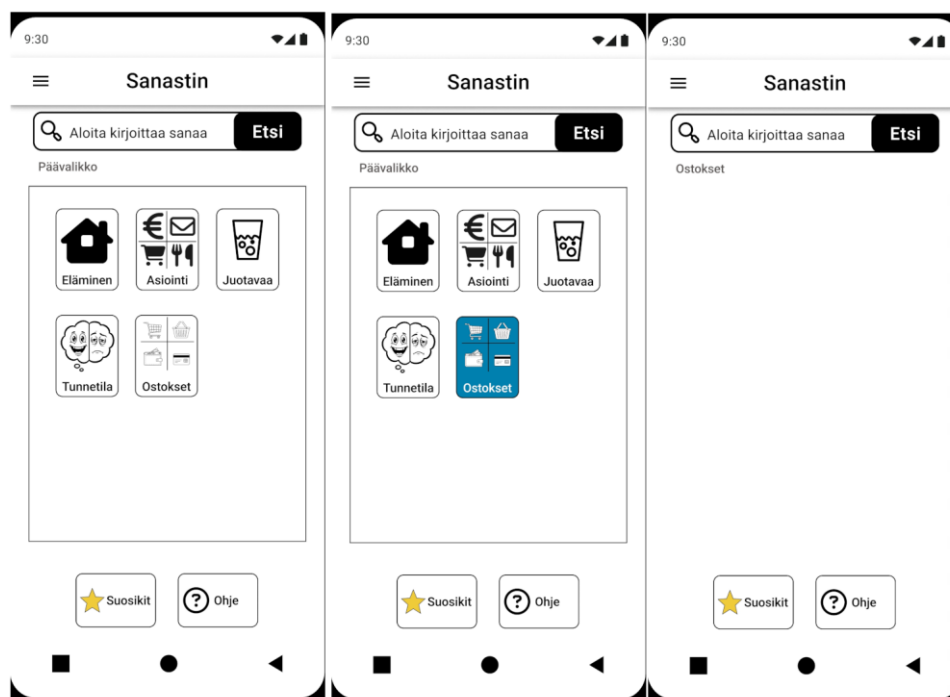 9:30
Sanastin
Aloita kirjoittaa sanaa Etsi
Päävalikko
Eläminen Asiointi Juotavaa
Tunnetila Ostokset
Suosikit Ohje
9:30
Sanastin
Aloita kirjoittaa sanaa Etsi
Päävalikko
Eläminen Asiointi Juotavaa
Tunnetila Ostokset
Suosikit Ohje
9:30
Sanastin
Aloita kirjoittaa sanaa Etsi
Ostokset
Suosikit Ohje